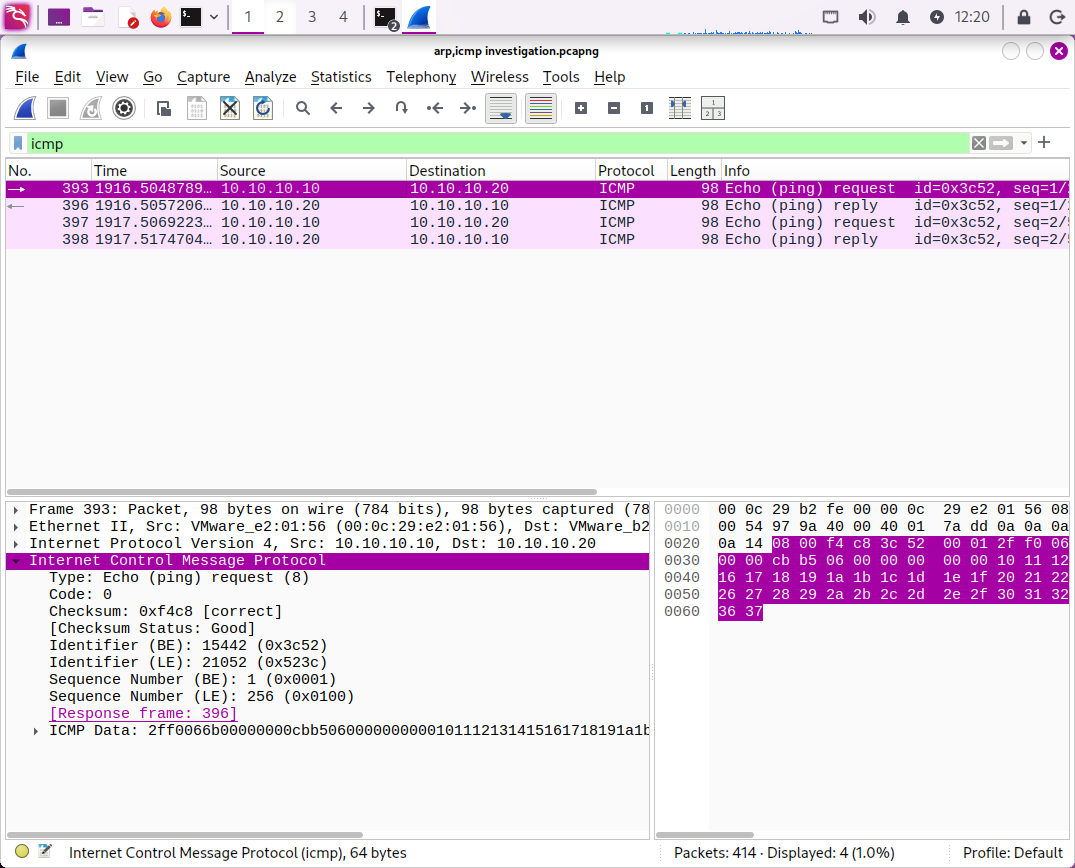 1 2 3 4 2 12:20
arp,icmp investigation.pcapng
File Edit View Go Capture Analyze Statistics Telephony Wireless Tools Help
icmp
No. Time Source Destination Protocol Length Info
393 1916.5048789… 10.10.10.10 10.10.10.20 ICMP 98 Echo (ping) request id=0x3c52, seq=1/
396 1916.5057206… 10.10.10.20 10.10.10.10 ICMP 98 Echo (ping) reply id=0x3c52, seq=1/
397 1917.5069223… 10.10.10.10 10.10.10.20 ICMP 98 Echo (ping) request id=0x3c52, seq=2/
398 1917.5174704… 10.10.10.20 10.10.10.10 ICMP 98 Echo (ping) reply id=0x3c52, seq=2/
Frame 393: Packet, 98 bytes on wire (784 bits), 98 bytes captured (78
Ethernet II, Src: VMware_e2:01:56 (00:0c:29:e2:01:56), Dst: VMware_b2
Internet Protocol Version 4, Src: 10.10.10.10, Dst: 10.10.10.20
Internet Control Message Protocol
Type: Echo (ping) request (8)
Code: 0
Checksum: 0xf4c8 [correct]
[Checksum Status: Good]
Identifier (BE): 15442 (0x3c52)
Identifier (LE): 21052 (0x523c)
Sequence Number (BE): 1 (0x0001)
Sequence Number (LE): 256 (0x0100)
[Response frame: 396]
ICMP Data: 2ff0066b00000000cbb5060000000000101112131415161718191a1b
0000 00 0c 29 b2 fe 00 00 0c 29 e2 01 56 08
0010 00 54 97 9a 40 00 40 01 7a dd 0a 0a 0a
0020 0a 14 08 00 f4 c8 3c 52 00 01 2f f0 06
0030 00 00 cb b5 06 00 00 00 00 00 10 11 12
0040 16 17 18 19 1a 1b 1c 1d 1e 1f 20 21 22
0050 26 27 28 29 2a 2b 2c 2d 2e 2f 30 31 32
0060 36 37
Internet Control Message Protocol (icmp), 64 bytes
Packets: 414 · Displayed: 4 (1.0%)
Profile: Default